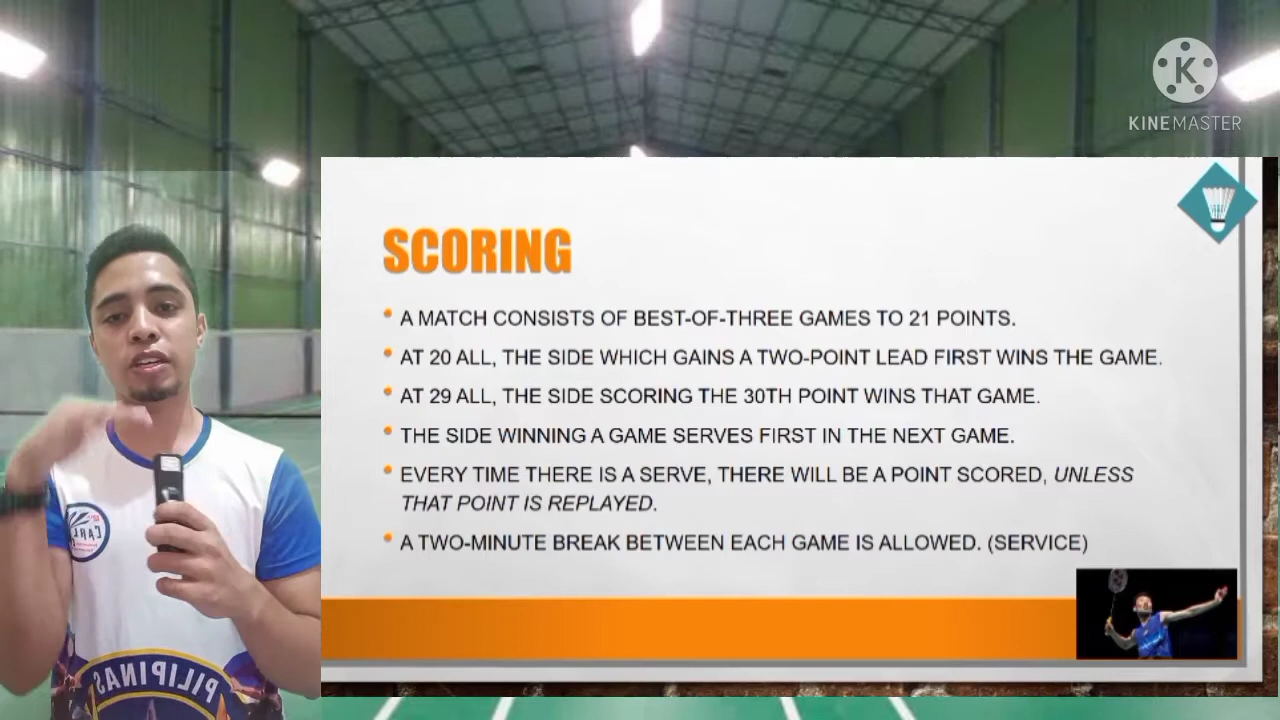 K
KINEMASTER
SCORING
• A MATCH CONSISTS OF BEST-OF-THREE GAMES TO 21 POINTS.
• AT 20 ALL, THE SIDE WHICH GAINS A TWO-POINT LEAD FIRST WINS THE GAME.
• AT 29 ALL, THE SIDE SCORING THE 30TH POINT WINS THAT GAME.
• THE SIDE WINNING A GAME SERVES FIRST IN THE NEXT GAME.
• EVERY TIME THERE IS A SERVE, THERE WILL BE A POINT SCORED, UNLESS
THAT POINT IS REPLAYED.
• A TWO-MINUTE BREAK BETWEEN EACH GAME IS ALLOWED. (SERVICE)
PILIPINAS